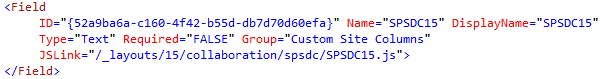 <Field
ID="{52a9ba6a-c160-4f42-b55d-db7d70d60efa}" Name="SPSDC15" DisplayName="SPSDC15"
Type="Text" Required="FALSE" Group="Custom Site Columns"
JSLink="/_layouts/15/collaboration/spsdc/SPSDC15.js">
</Field>